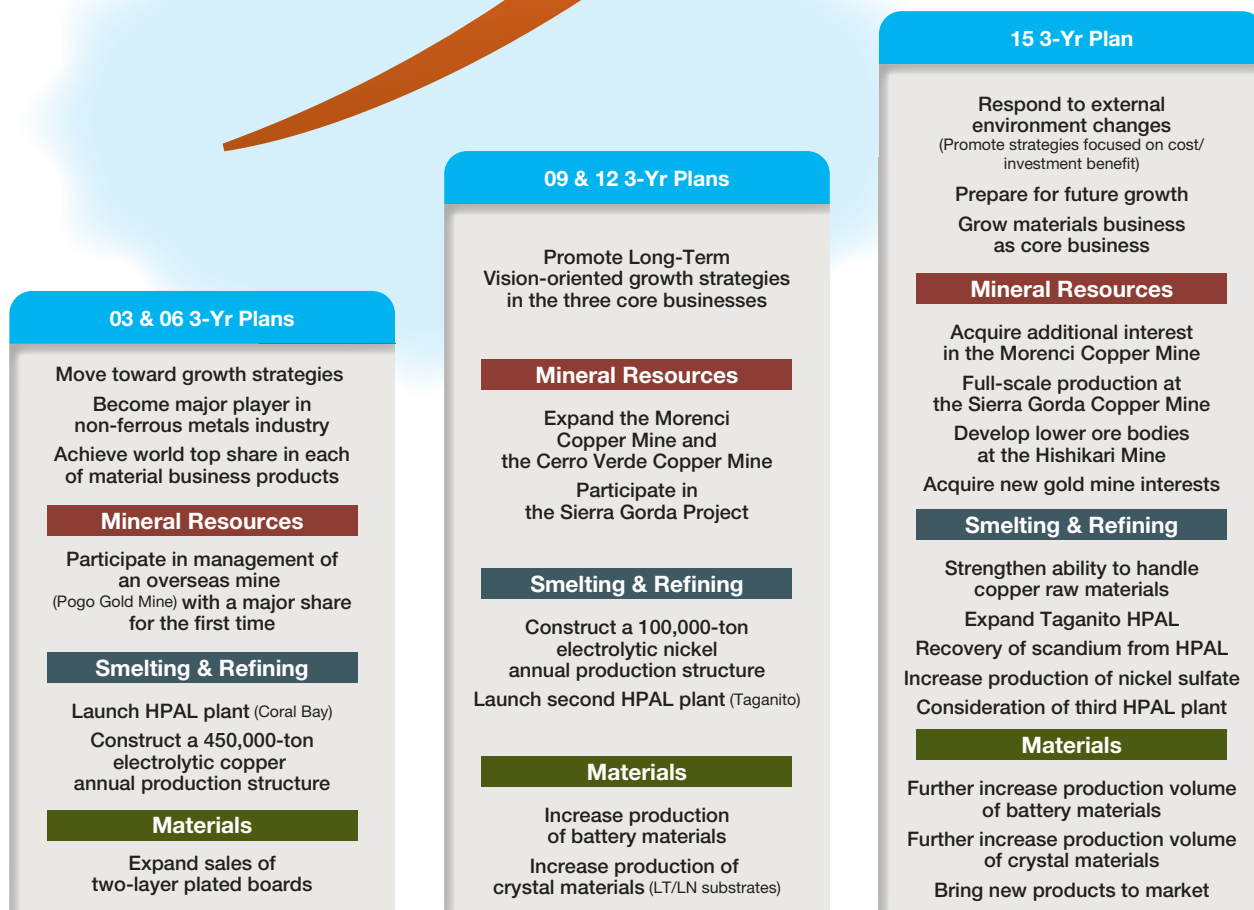 03 & 06 3-Yr Plans
Move toward growth strategies
Become major player in
non-ferrous metals industry
Achieve world top share in each
of material business products
Mineral Resources
Participate in management of
an overseas mine
(Pogo Gold Mine) with a major share
for the first time
Smelting & Refining
Launch HPAL plant (Coral Bay)
Construct a 450,000-ton
electrolytic copper
annual production structure
Materials
Expand sales of
two-layer plated boards
09 & 12 3-Yr Plans
Promote Long-Term
Vision-oriented growth strategies
in the three core businesses
Mineral Resources
Expand the Morenci
Copper Mine and
the Cerro Verde Copper Mine
Participate in
the Sierra Gorda Project
Smelting & Refining
Construct a 100,000-ton
electrolytic nickel
annual production structure
Launch second HPAL plant (Taganito)
Materials
Increase production
of battery materials
Increase production of
crystal materials (LT/LN substrates)
15 3-Yr Plan
Respond to external
environment changes
(Promote strategies focused on cost/
investment benefit)
Prepare for future growth
Grow materials business
as core business
Mineral Resources
Acquire additional interest
in the Morenci Copper Mine
Full-scale production at
the Sierra Gorda Copper Mine
Develop lower ore bodies
at the Hishikari Mine
Acquire new gold mine interests
Smelting & Refining
Strengthen ability to handle
copper raw materials
Expand Taganito HPAL
Recovery of scandium from HPAL
Increase production of nickel sulfate
Consideration of third HPAL plant
Materials
Further increase production volume
of battery materials
Further increase production volume
of crystal materials
Bring new products to market